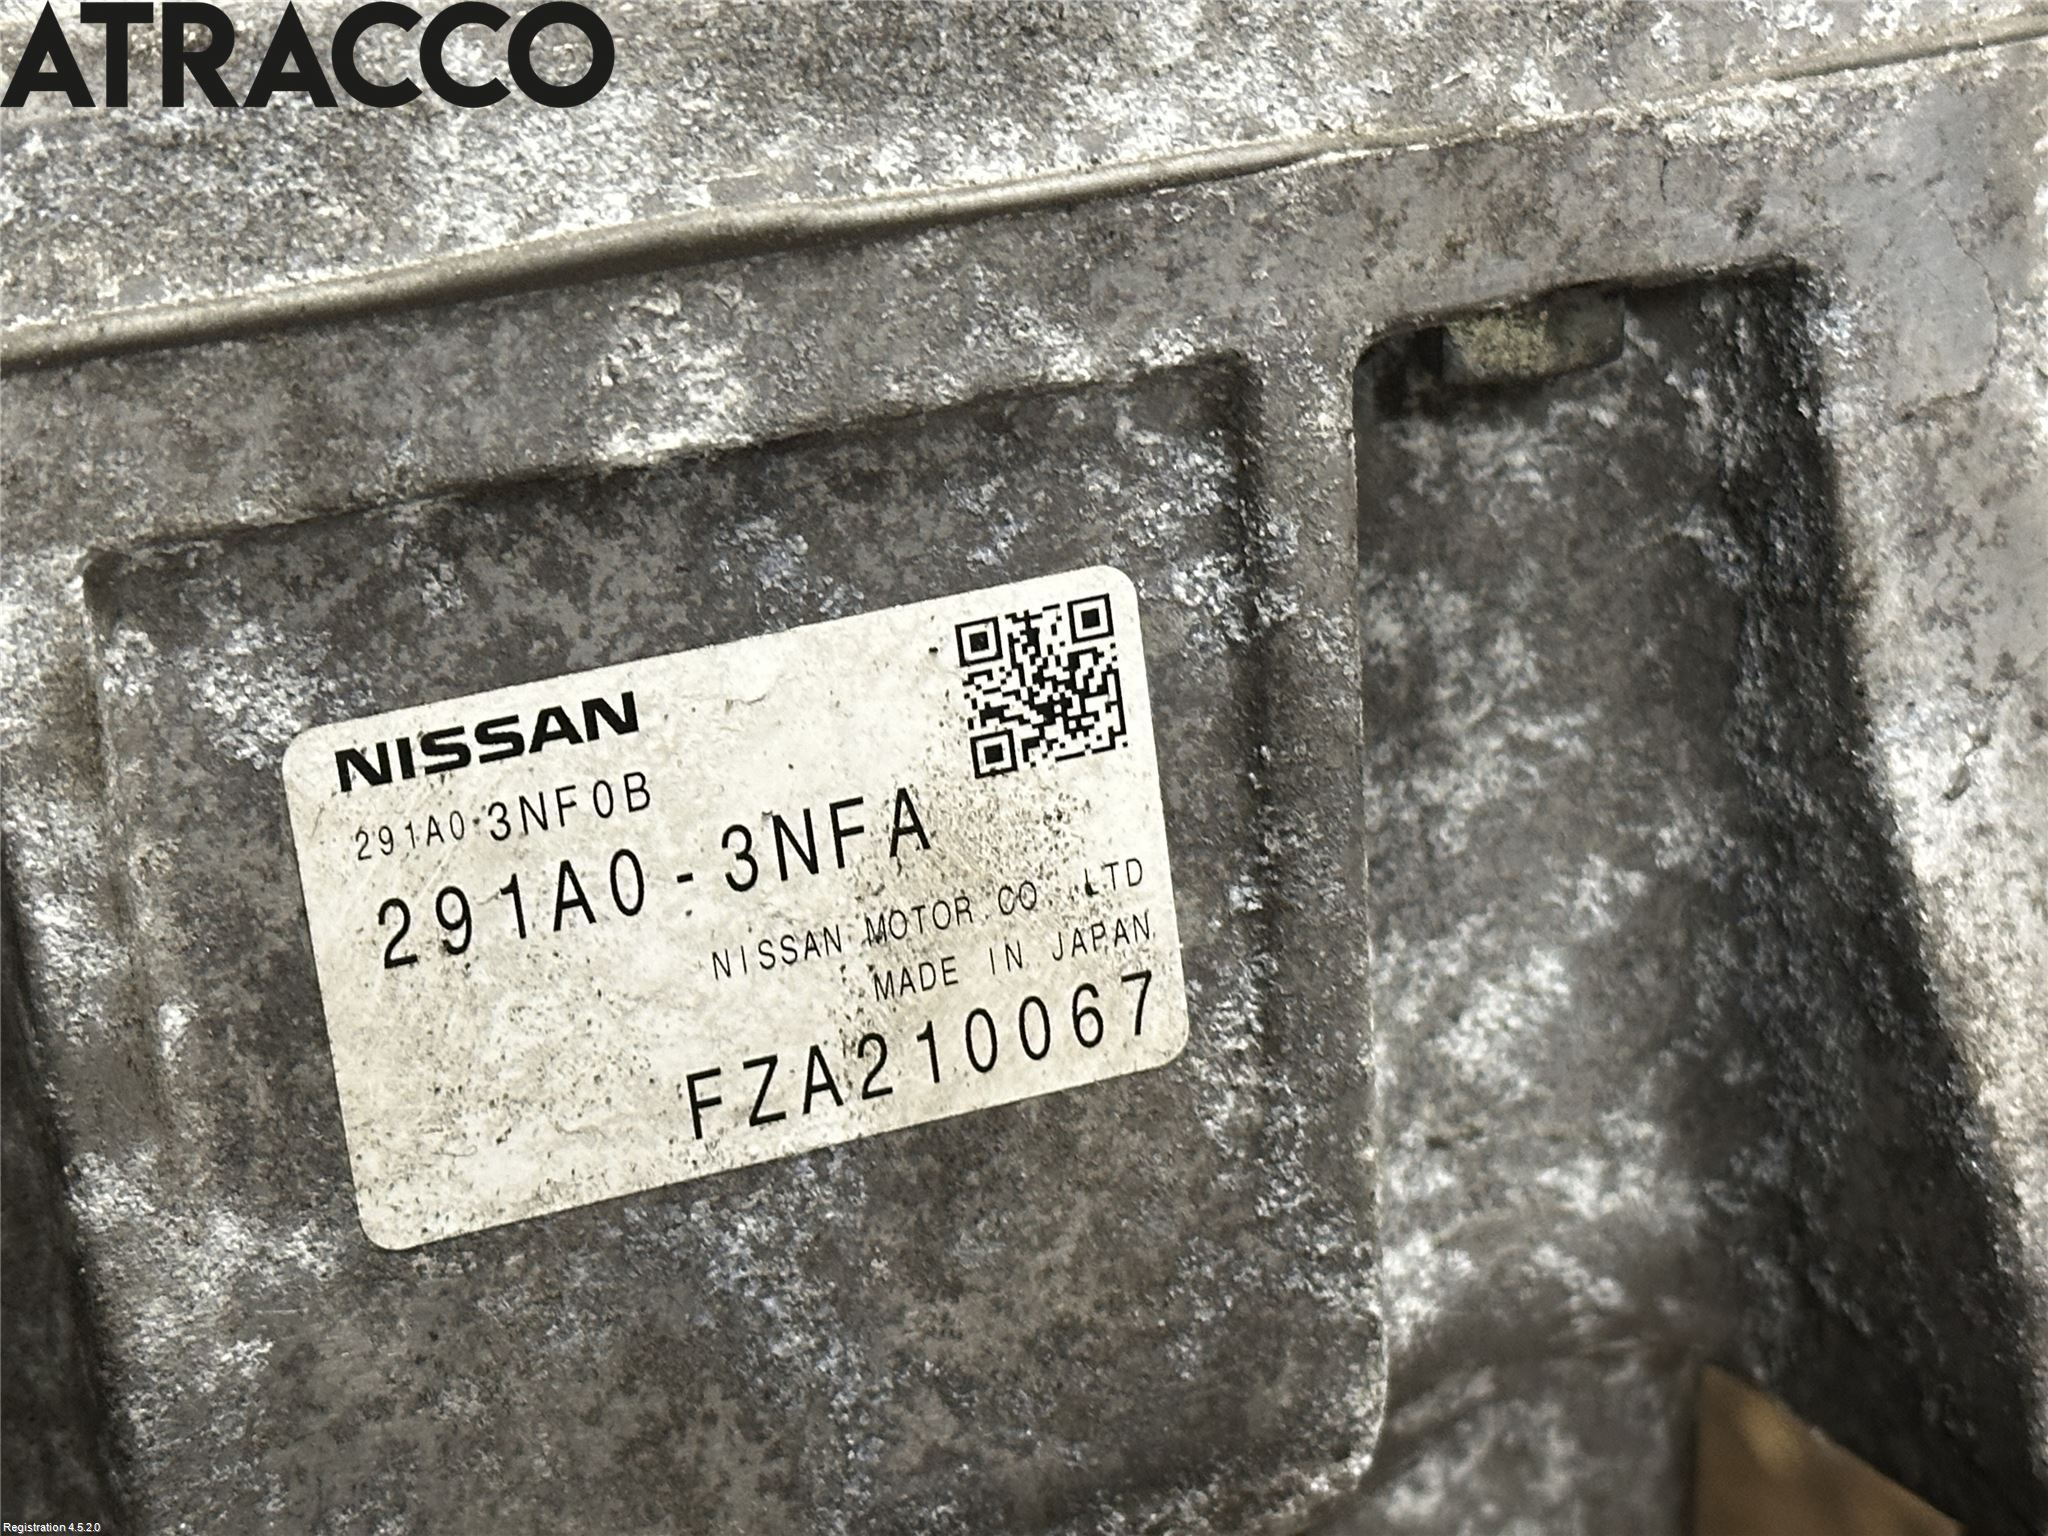 ATRACCO
NISSAN
291A0-3NF0B
291A0-3NFA
NISSAN MOTOR CO.,LTD
MADE IN JAPAN
FZA210067
Registration 4.5.2.0